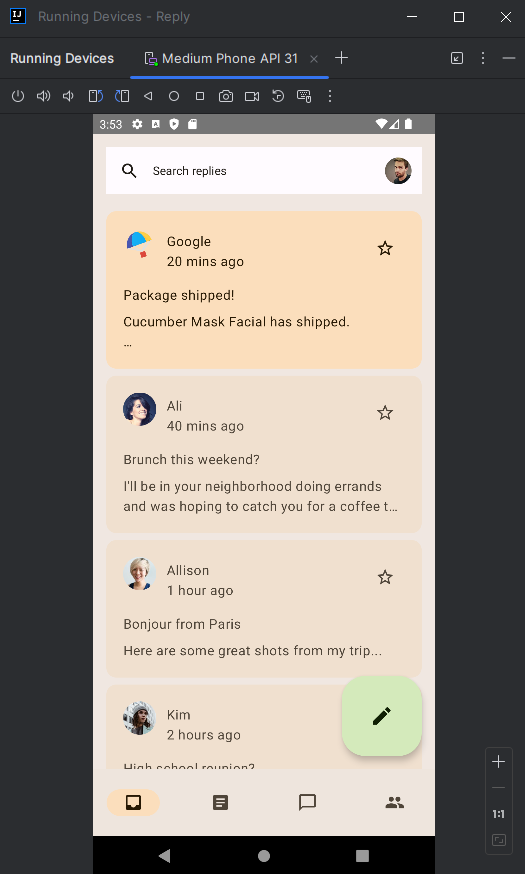 Running Devices - Reply
Running Devices
Medium Phone API 31
3:53
Search replies
Google
20 mins ago
Package shipped!
Cucumber Mask Facial has shipped.
…
Ali
40 mins ago
Brunch this weekend?
I'll be in your neighborhood doing errands
and was hoping to catch you for a coffee t…
Allison
1 hour ago
Bonjour from Paris
Here are some great shots from my trip...
Kim
2 hours ago
High school reunion?
1:1